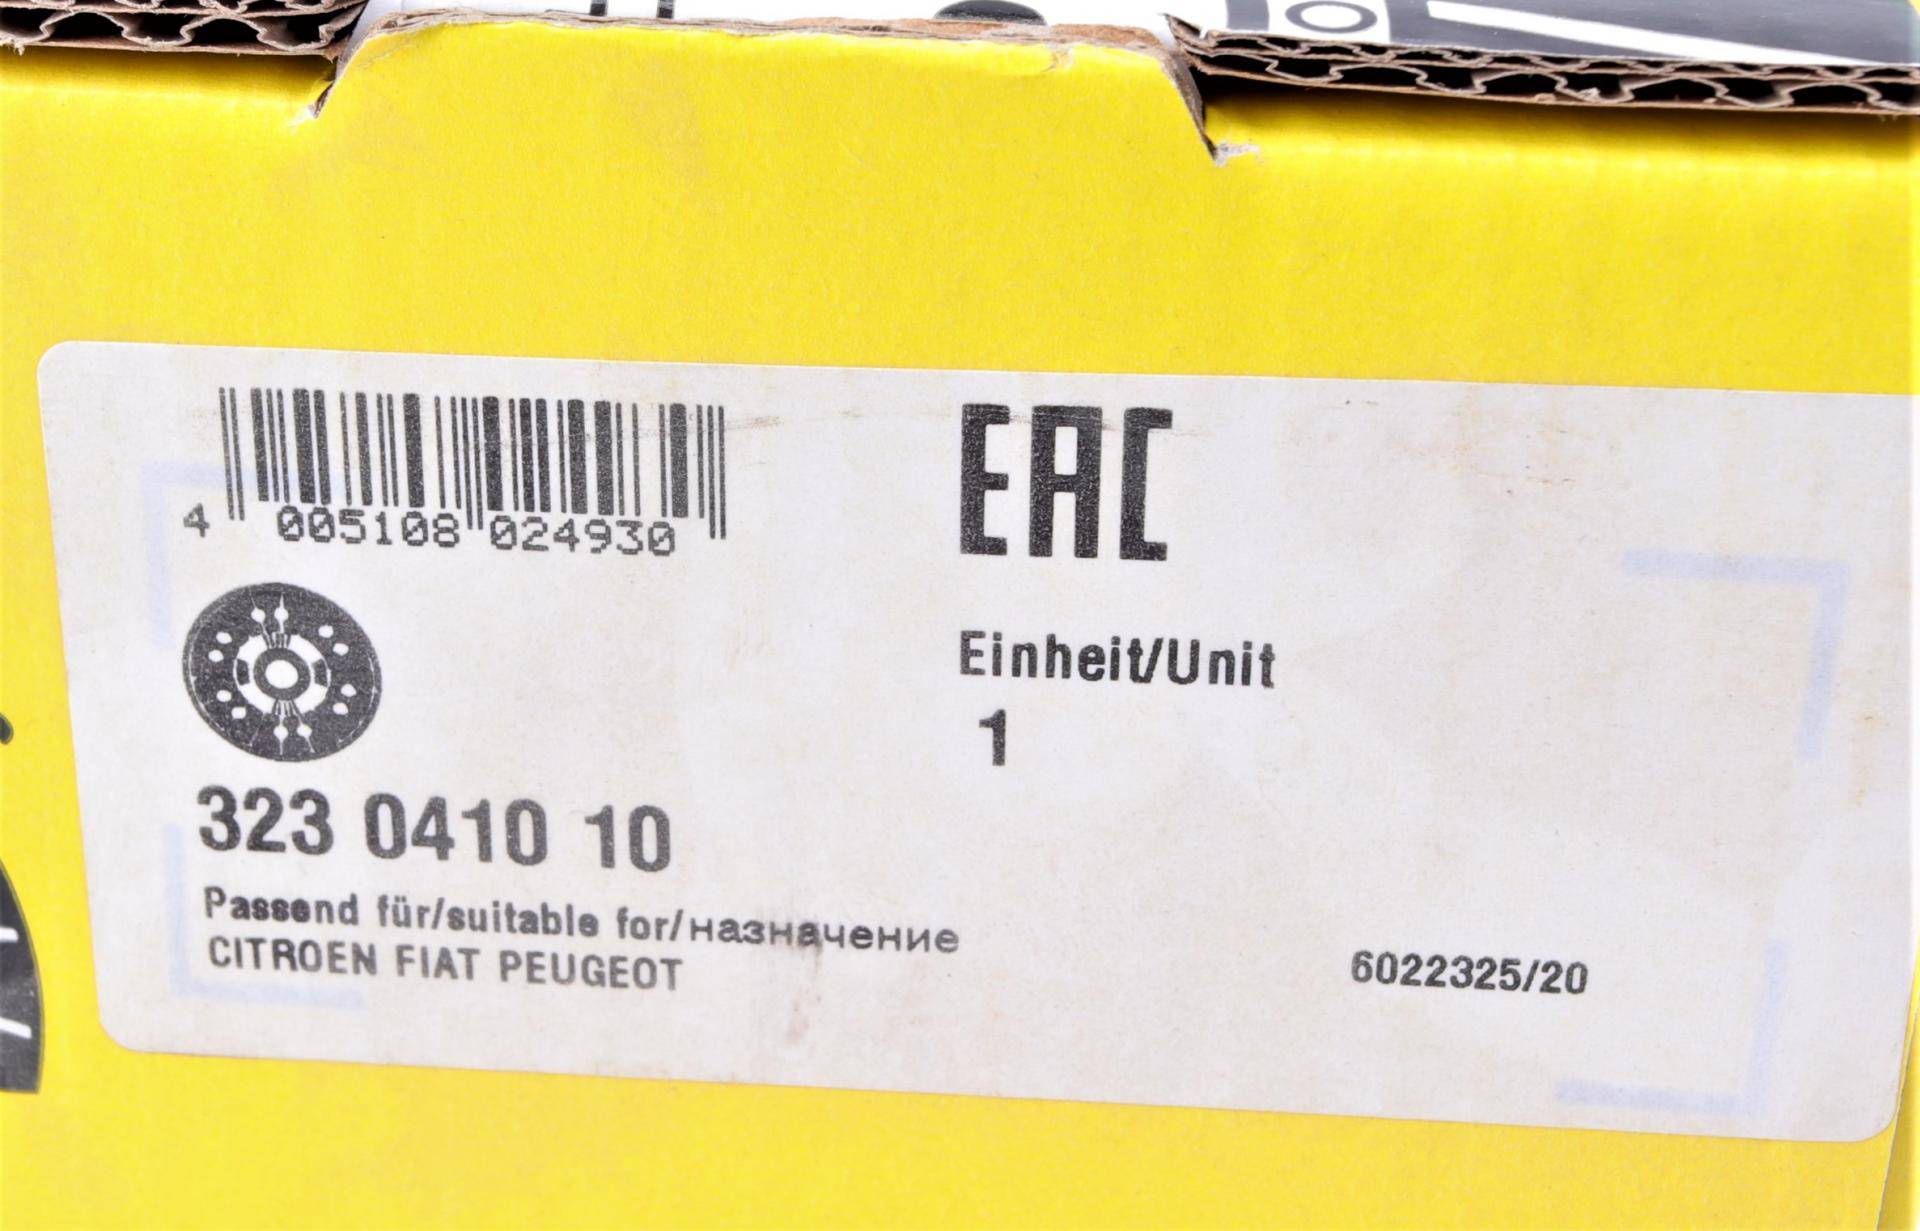 4 005108 024930
EAC
Einheit/Unit
1
323 0410 10
Passend für/suitable for/назначение
CITROEN FIAT PEUGEOT
6022325/20